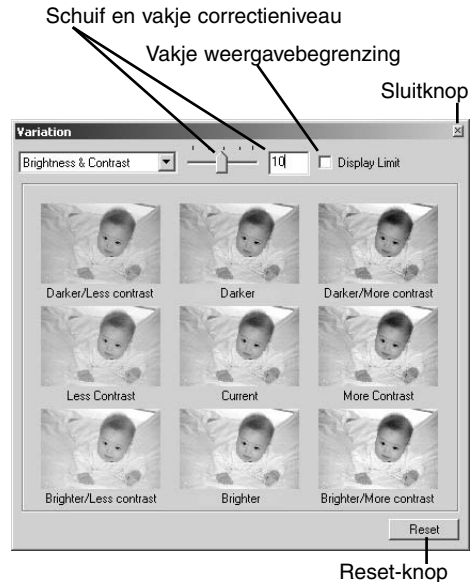 Schuif en vakje correctieniveau
Vakje weergavebegrenzing
Sluitknop
Variation
Brightness & Contrast
10
Display Limit
Darker/Less contrast
Darker
Darker/More contrast
Less Contrast
Current
More Contrast
Brighter/Less contrast
Brighter
Brighter/More contrast
Reset
Reset-knop